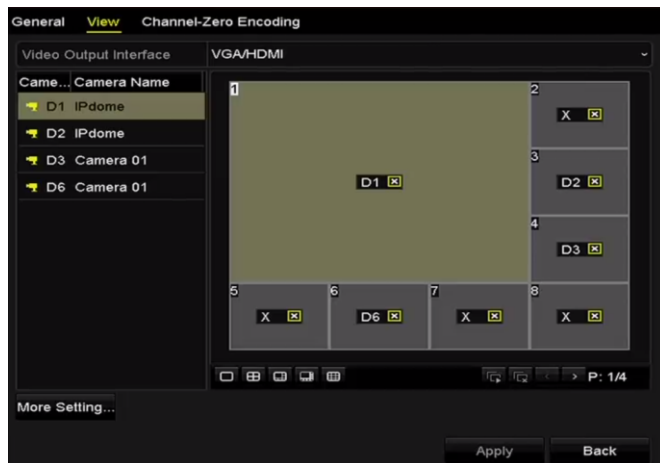 General View Channel-Zero Encoding
Video Output Interface VGA/HDMI
Came... Camera Name
D1 IPdome
D2 IPdome
D3 Camera 01
D6 Camera 01
1 2
X
3
D1 D2
4
D3
5 6 7 8
X D6 X X
P: 1/4
More Setting...
Apply Back